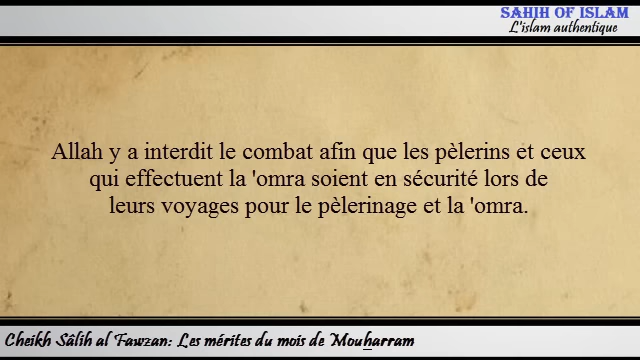 SAHIH OF ISLAM
L'islam authentique
Allah y a interdit le combat afin que les pèlerins et ceux
qui effectuent la 'omra soient en sécurité lors de
leurs voyages pour le pèlerinage et la 'omra.
Cheikh Sâlih al Fawzan: Les mérites du mois de Mouharram